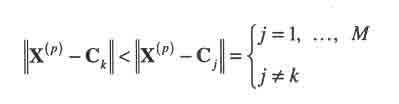 ‖X^(p) − C_k‖ < ‖X^(p) − C_j‖ = { j = 1, ..., M
j ≠ k